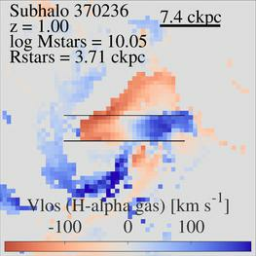 Subhalo 370236
z = 1.00
7.4 ckpc
log Mstars = 10.05
Rstars = 3.71 ckpc
Vlos (H-alpha gas) [km s⁻¹]
-100 0 100